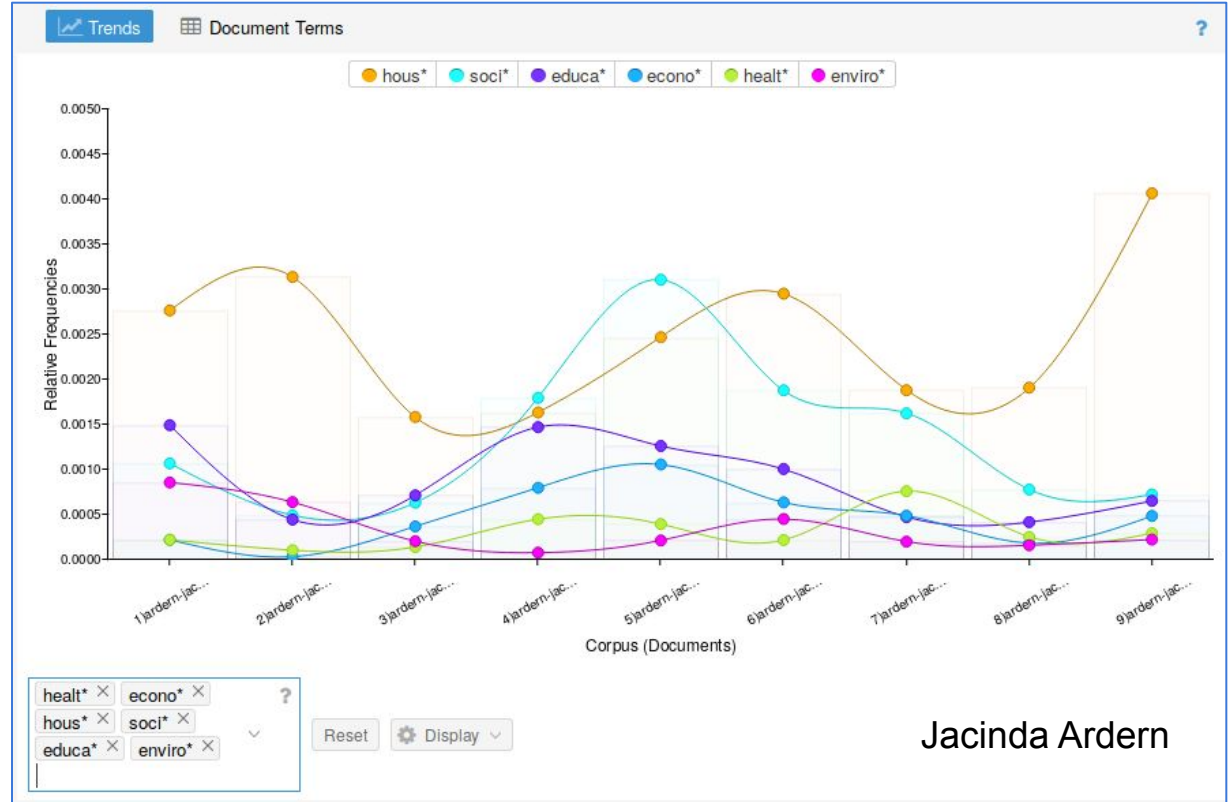 Trends Document Terms ?
hous* soci* educa* econo* healt* enviro*
0.0050
0.0045
0.0040
0.0035
0.0030
0.0025
0.0020
0.0015
0.0010
0.0005
0.0000
Relative Frequencies
1)ardern-jac... 2)ardern-jac... 3)ardern-jac... 4)ardern-jac... 5)ardern-jac... 6)ardern-jac... 7)ardern-jac... 8)ardern-jac... 9)ardern-jac...
Corpus (Documents)
healt* × econo* × ?
hous* × soci* ×
educa* × enviro* ×
Reset Display
Jacinda Ardern